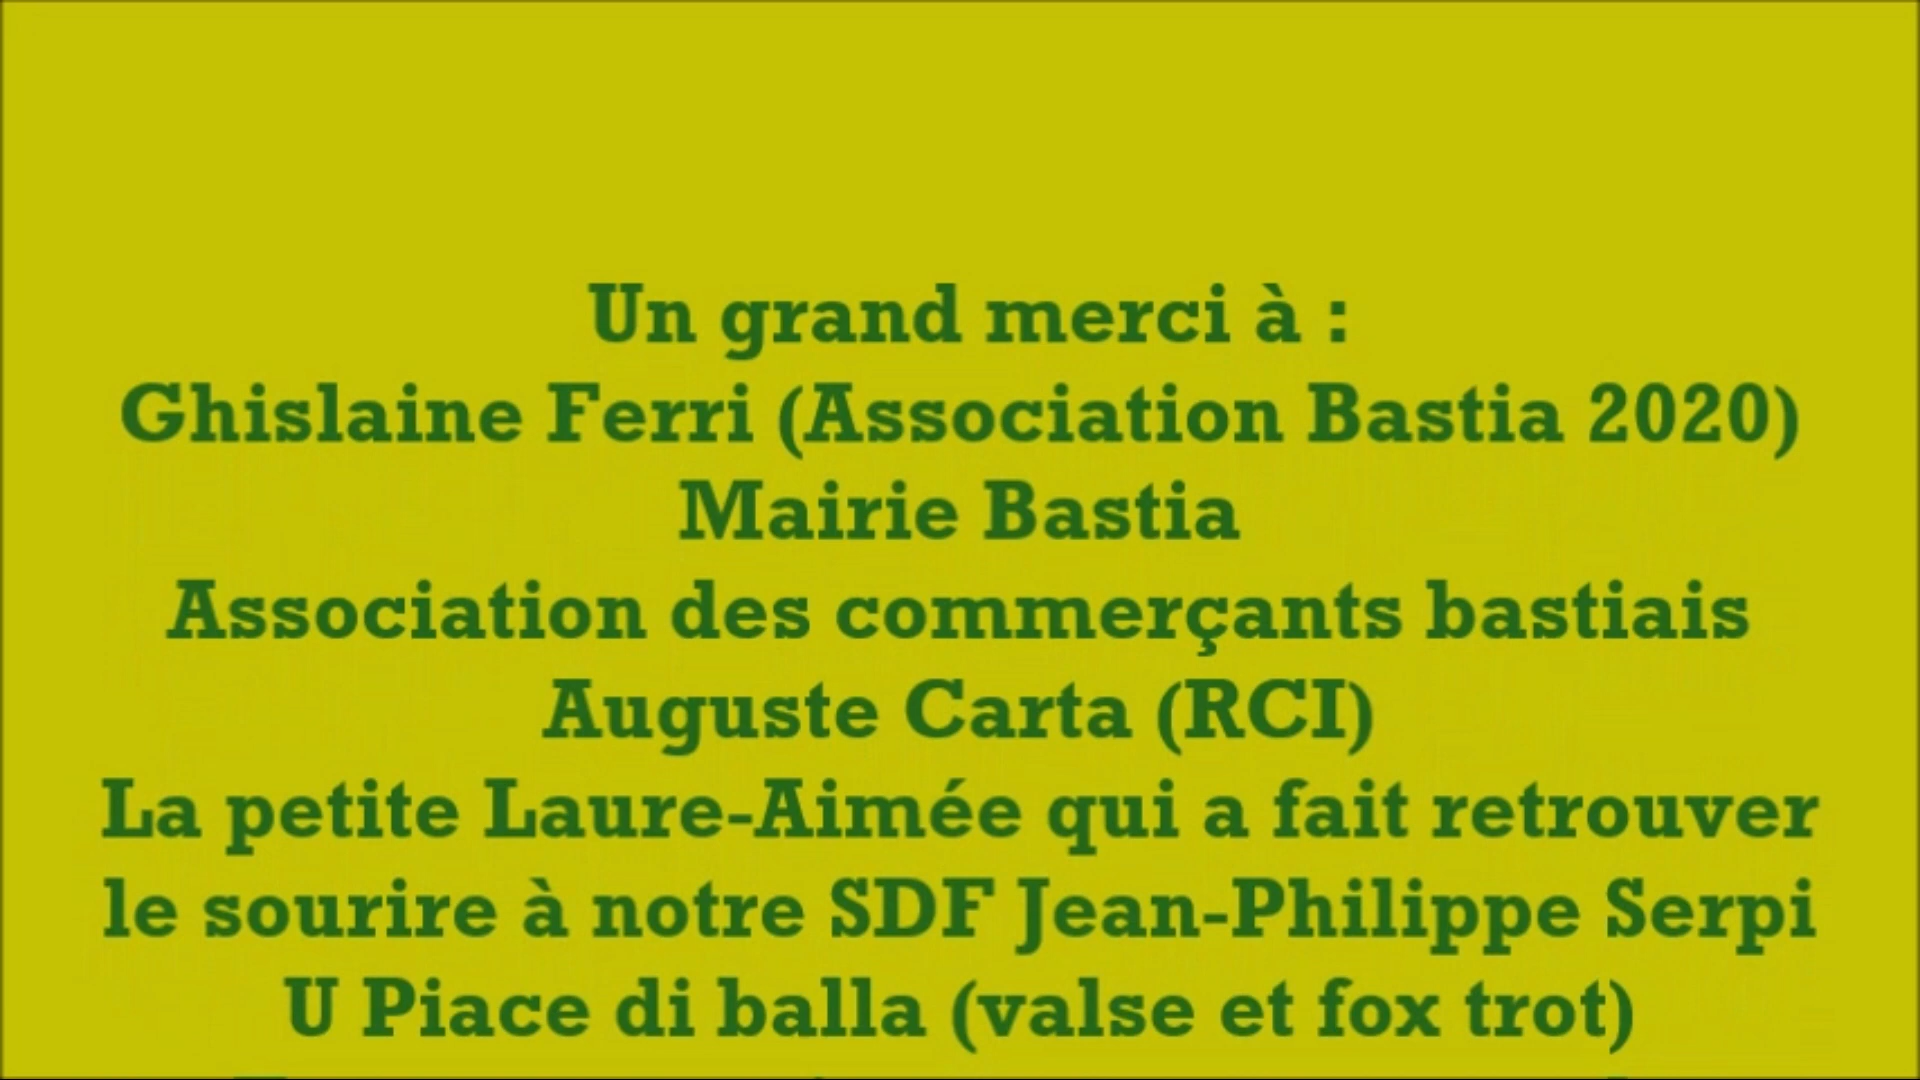 Un grand merci à :
Ghislaine Ferri (Association Bastia 2020)
Mairie Bastia
Association des commerçants bastiais
Auguste Carta (RCI)
La petite Laure-Aimée qui a fait retrouver
le sourire à notre SDF Jean-Philippe Serpi
U Piace di balla (valse et fox trot)